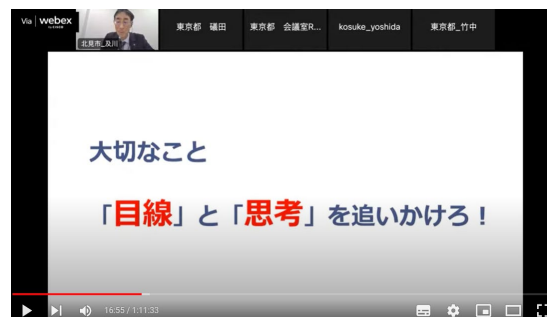 Via webex
東京都 礒田
東京都 会議室R...
kosuke_yoshida
東京都_竹中
北見市_及川
大切なこと
「目線」と「思考」を追いかけろ！
16:55 / 1:11:33